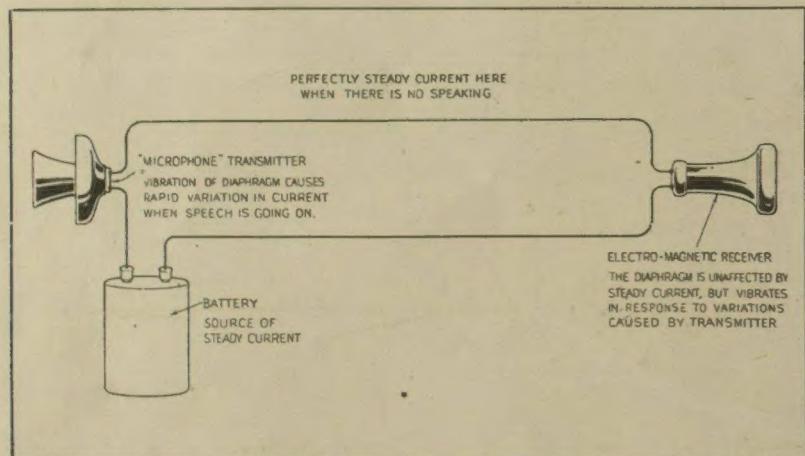 PERFECTLY STEADY CURRENT HERE
WHEN THERE IS NO SPEAKING
"MICROPHONE" TRANSMITTER
VIBRATION OF DIAPHRAGM CAUSES
RAPID VARIATION IN CURRENT
WHEN SPEECH IS GOING ON.
BATTERY
SOURCE OF
STEADY CURRENT
ELECTRO-MAGNETIC RECEIVER
THE DIAPHRAGM IS UNAFFECTED BY
STEADY CURRENT, BUT VIBRATES
IN RESPONSE TO VARIATIONS
CAUSED BY TRANSMITTER